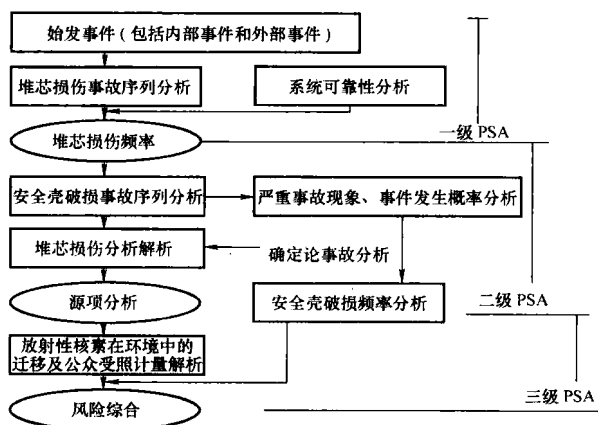 始发事件(包括内部事件和外部事件)
堆芯损伤事故序列分析
系统可靠性分析
一级 PSA
堆芯损伤频率
安全壳破损事故序列分析
严重事故现象、事件发生概率分析
堆芯损伤分析解析
确定论事故分析
源项分析
安全壳破损频率分析
二级 PSA
放射性核素在环境中的
迁移及公众受照计量解析
三级 PSA
风险综合